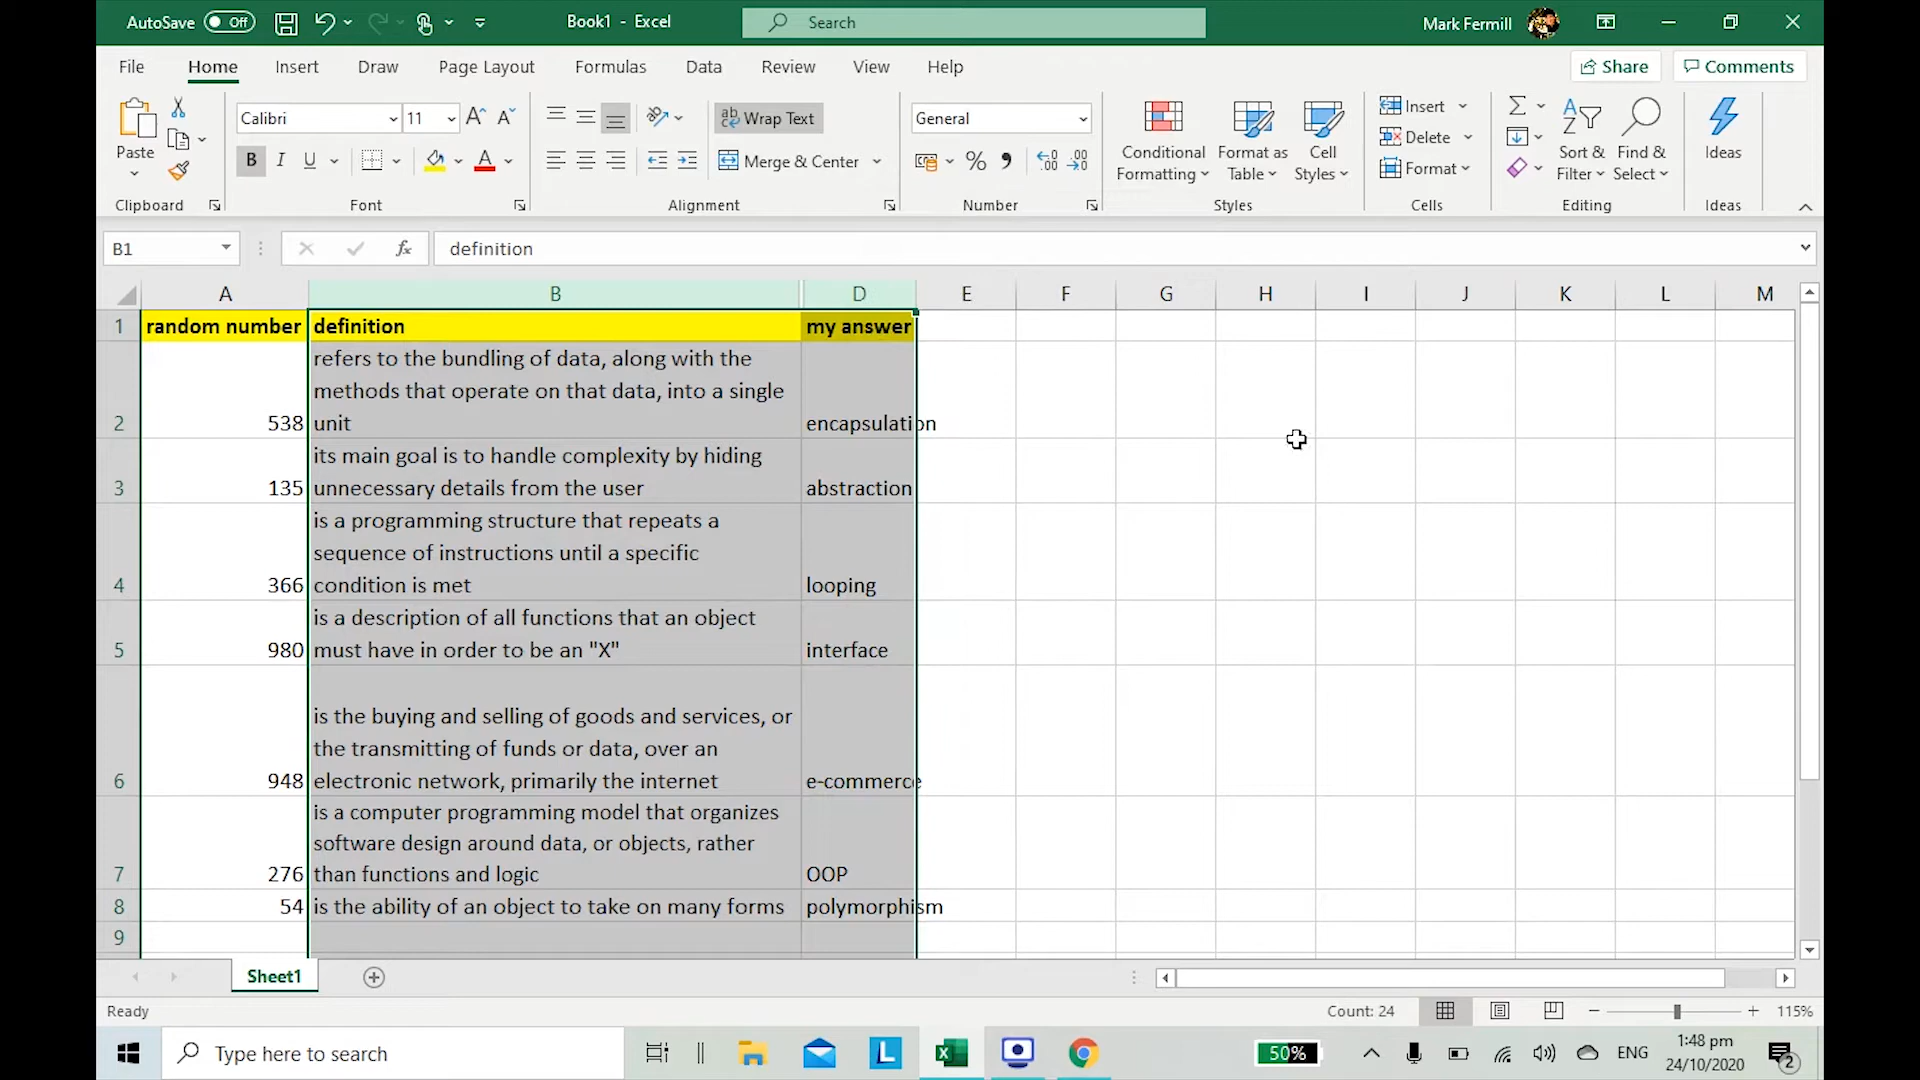 AutoSave Off Book1 - Excel Search Mark Fermill
File Home Insert Draw Page Layout Formulas Data Review View Help Share Comments
Paste
Calibri 11 A^ A˅
B I U A
ab Wrap Text
Merge & Center
General
% 9 .00 .0
Conditional Formatting
Format as Table
Cell Styles
Insert
Delete
Format
Sort & Filter
Find & Select
Ideas
Clipboard Font Alignment Number Styles Cells Editing Ideas
B1 fx definition
A B D E F G H I J K L M
1 random number definition my answer
refers to the bundling of data, along with the
methods that operate on that data, into a single
2 538 unit encapsulation
its main goal is to handle complexity by hiding
3 135 unnecessary details from the user abstraction
is a programming structure that repeats a
sequence of instructions until a specific
4 366 condition is met looping
is a description of all functions that an object
5 980 must have in order to be an "X" interface
is the buying and selling of goods and services, or
the transmitting of funds or data, over an
6 948 electronic network, primarily the internet e-commerce
is a computer programming model that organizes
software design around data, or objects, rather
7 276 than functions and logic OOP
8 54 is the ability of an object to take on many forms polymorphism
9
Sheet1
Ready Count: 24 115%
Type here to search 50% ENG 1:48 pm
24/10/2020 2